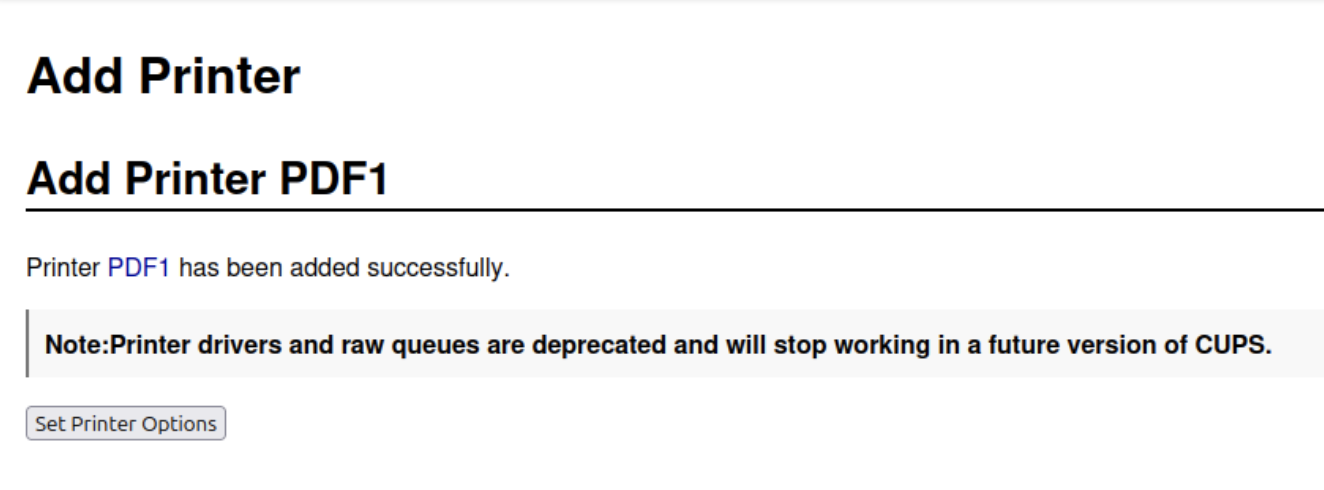 Add Printer
Add Printer PDF1
Printer PDF1 has been added successfully.
Note:Printer drivers and raw queues are deprecated and will stop working in a future version of CUPS.
Set Printer Options